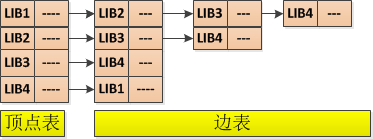 LIB1 ---- LIB2 --- LIB3 --- LIB4 ---
LIB2 ---- LIB3 --- LIB4 ---
LIB3 ---- LIB4 ---
LIB4 ---- LIB1 ----
顶点表 边表